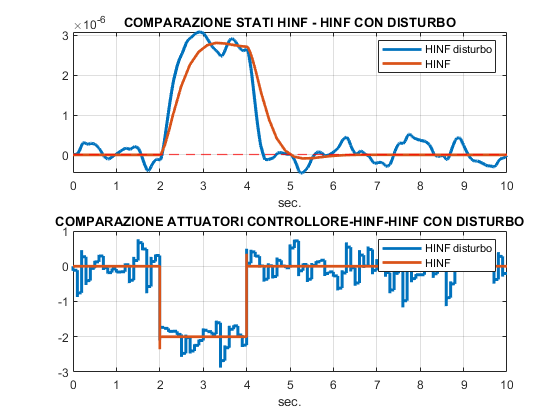 COMPARAZIONE STATI HINF - HINF CON DISTURBO
×10⁻⁶
3
2
1
0
HINF disturbo
HINF
0 1 2 3 4 5 6 7 8 9 10
sec.
COMPARAZIONE ATTUATORI CONTROLLORE-HINF-HINF CON DISTURBO
1
0
-1
-2
-3
HINF disturbo
HINF
0 1 2 3 4 5 6 7 8 9 10
sec.